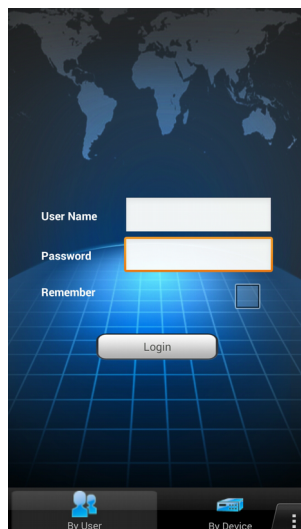 User Name
Password
Remember
Login
By User
By Device